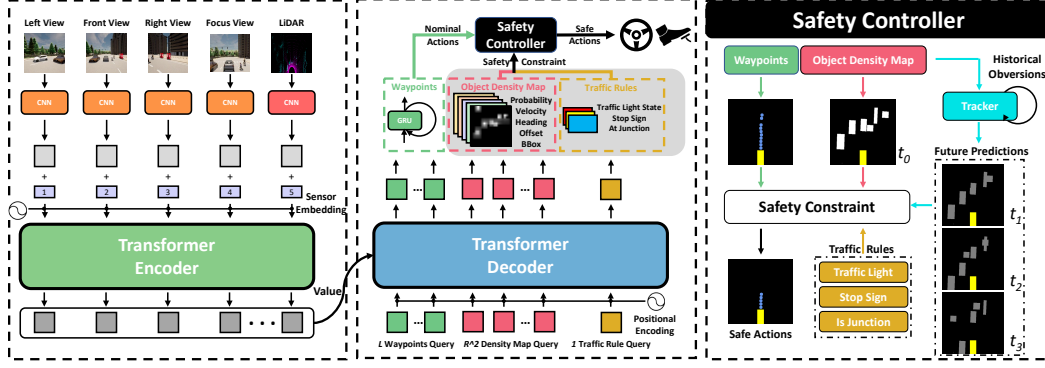 Left View
Front View
Right View
Focus View
LiDAR
CNN
CNN
CNN
CNN
CNN
+
+
+
+
+
1
2
3
4
5
Sensor
Embedding
Transformer
Encoder
Value
Nominal
Actions
Safety
Controller
Safe
Actions
Safety
Constraint
Waypoints
GRU
Object Density Map
Probability
Velocity
Heading
Offset
BBox
Traffic Rules
Traffic Light State
Stop Sign
At Junction
Transformer
Decoder
Positional
Encoding
L Waypoints Query
R^2 Density Map Query
1 Traffic Rule Query
Safety Controller
Waypoints
Object Density Map
Historical
Obversions
Tracker
t0
Future Predictions
Safety Constraint
t1
Traffic Rules
Traffic Light
Stop Sign
Is Junction
t2
Safe Actions
t3